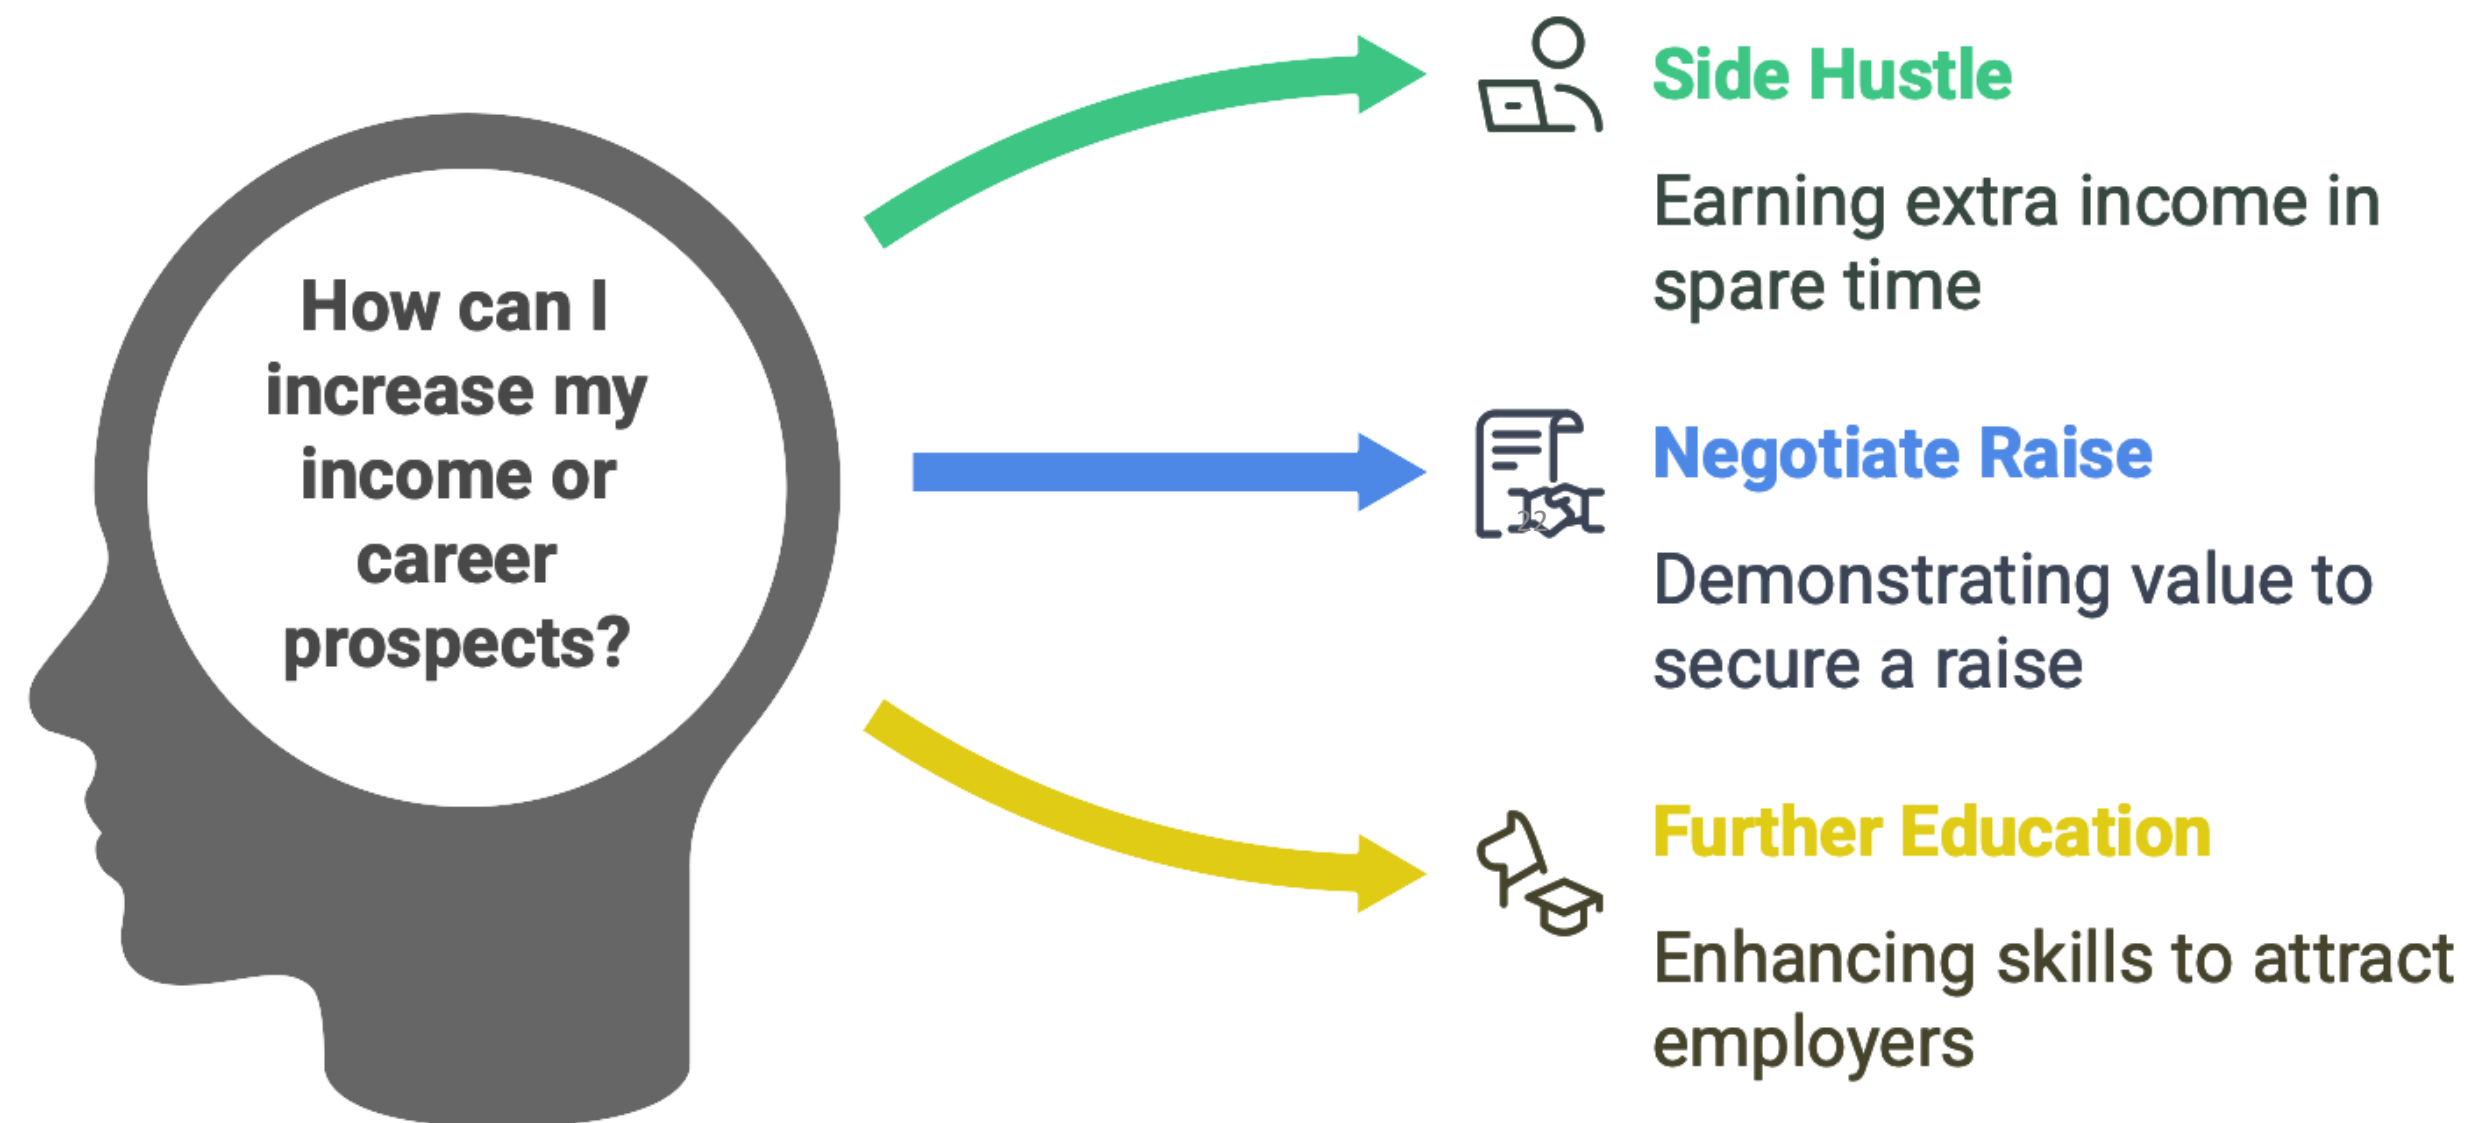 How can I
increase my
income or
career
prospects?
Side Hustle
Earning extra income in
spare time
Negotiate Raise
22
Demonstrating value to
secure a raise
Further Education
Enhancing skills to attract
employers